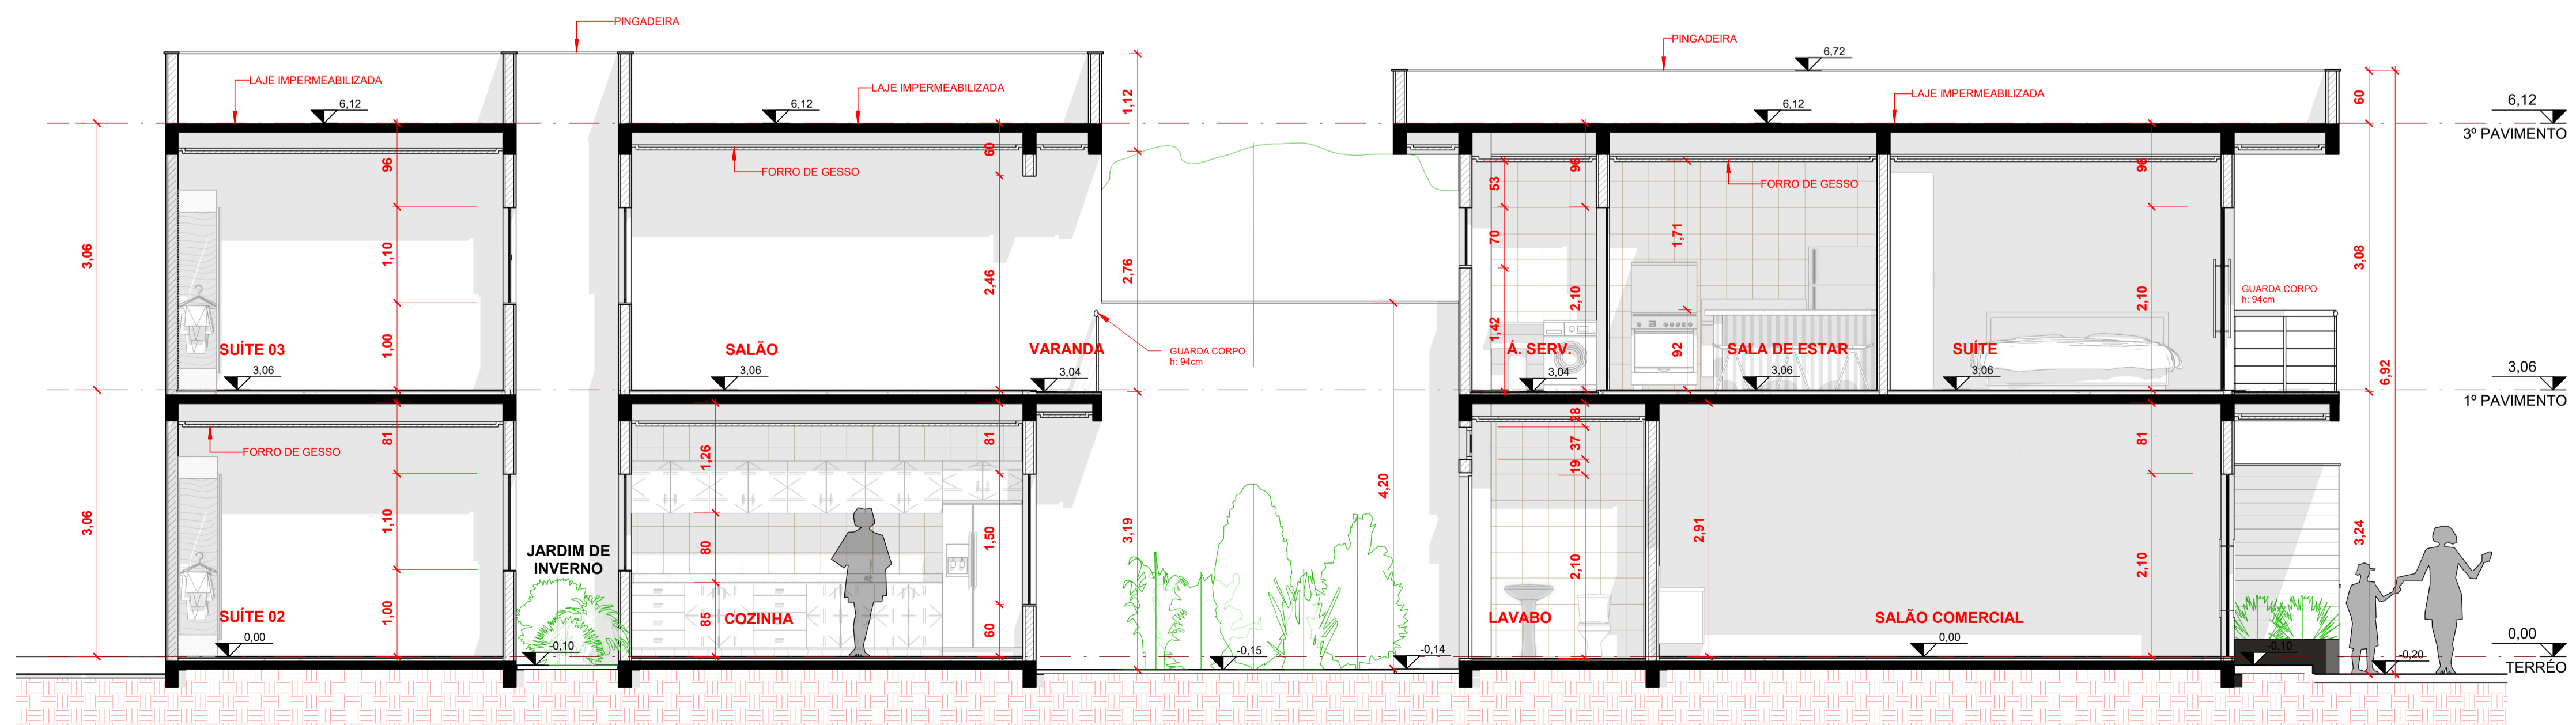 PINGADEIRA
PINGADEIRA
6,72
LAJE IMPERMEABILIZADA
LAJE IMPERMEABILIZADA
LAJE IMPERMEABILIZADA
6,12
6,12
6,12
1,12
60
6,12
3º PAVIMENTO
FORRO DE GESSO
FORRO DE GESSO
96
60
53
96
96
3,06
1,10
2,46
2,76
70
2,10
1,71
2,10
3,08
1,00
1,42
92
GUARDA CORPO
h: 94cm
GUARDA CORPO
h: 94cm
SUÍTE 03
SALÃO
VARANDA
Á. SERV.
SALA DE ESTAR
SUÍTE
3,06
3,06
3,04
3,04
3,06
3,06
6,92
3,06
1º PAVIMENTO
FORRO DE GESSO
81
1,26
81
28
37
19
81
3,06
1,10
80
1,50
3,19
4,20
2,10
2,91
2,10
3,24
1,00
85
60
JARDIM DE
INVERNO
SUÍTE 02
COZINHA
LAVABO
SALÃO COMERCIAL
0,00
-0,10
-0,15
-0,14
0,00
-0,10
-0,20
0,00
TERRÉO